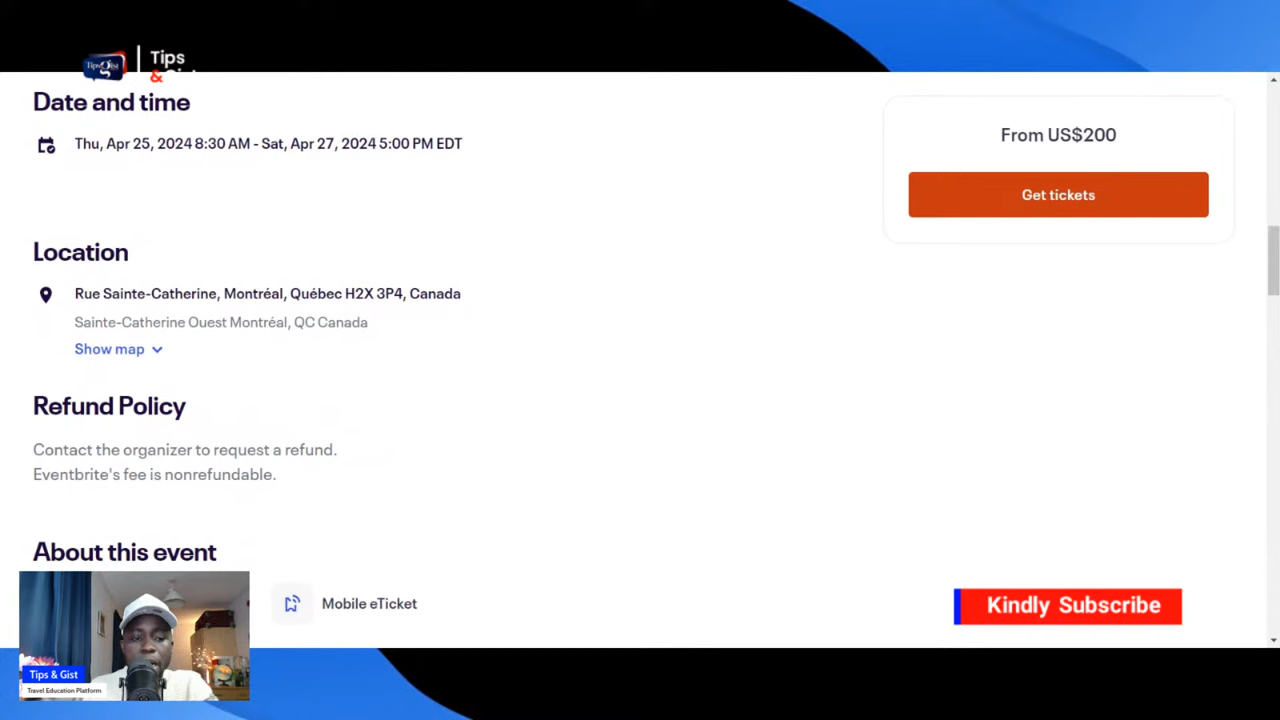 Tips
Gist
Tips
&
Date and time
Thu, Apr 25, 2024 8:30 AM - Sat, Apr 27, 2024 5:00 PM EDT
From US$200
Get tickets
Location
Rue Sainte-Catherine, Montréal, Québec H2X 3P4, Canada
Sainte-Catherine Ouest Montréal, QC Canada
Show map
Refund Policy
Contact the organizer to request a refund.
Eventbrite's fee is nonrefundable.
About this event
Mobile eTicket
Kindly Subscribe
Tips & Gist
Travel Education Platform